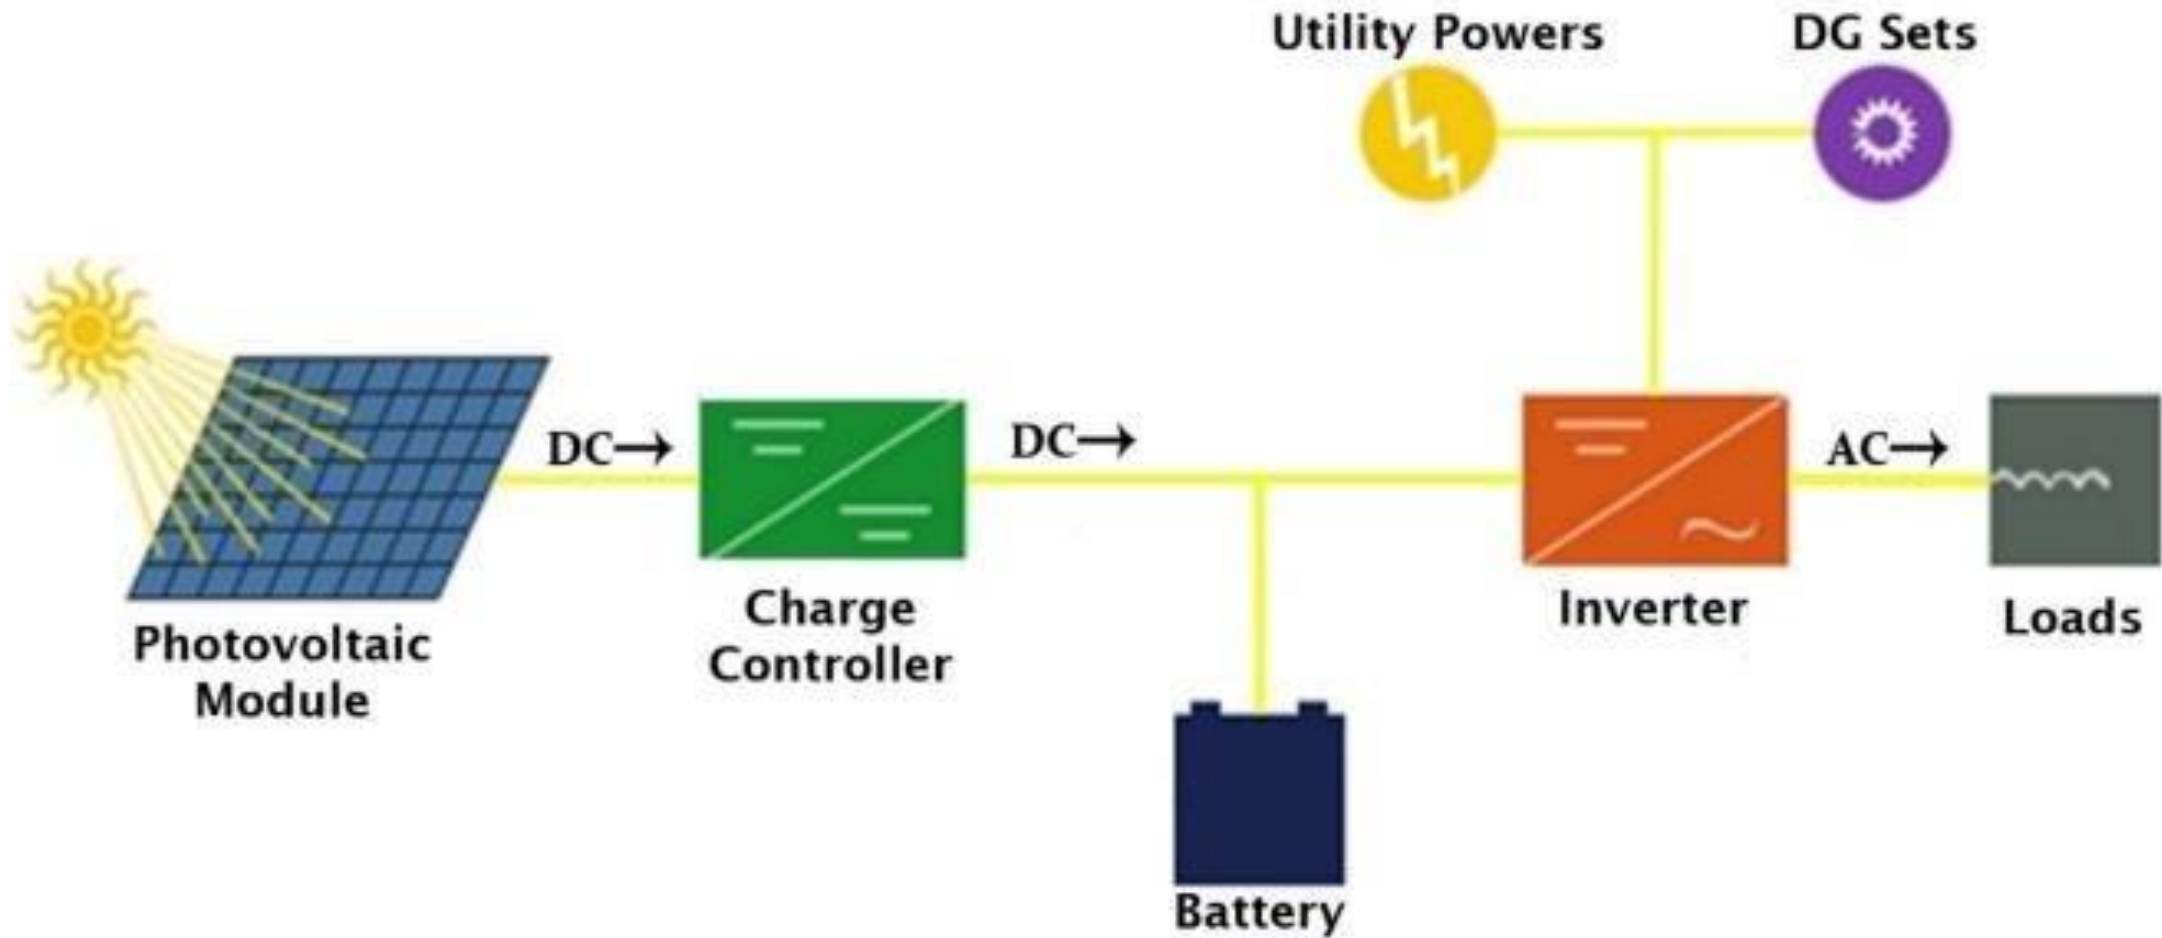 Utility Powers
DG Sets
DC→
DC→
AC→
Photovoltaic
Module
Charge
Controller
Inverter
Loads
Battery